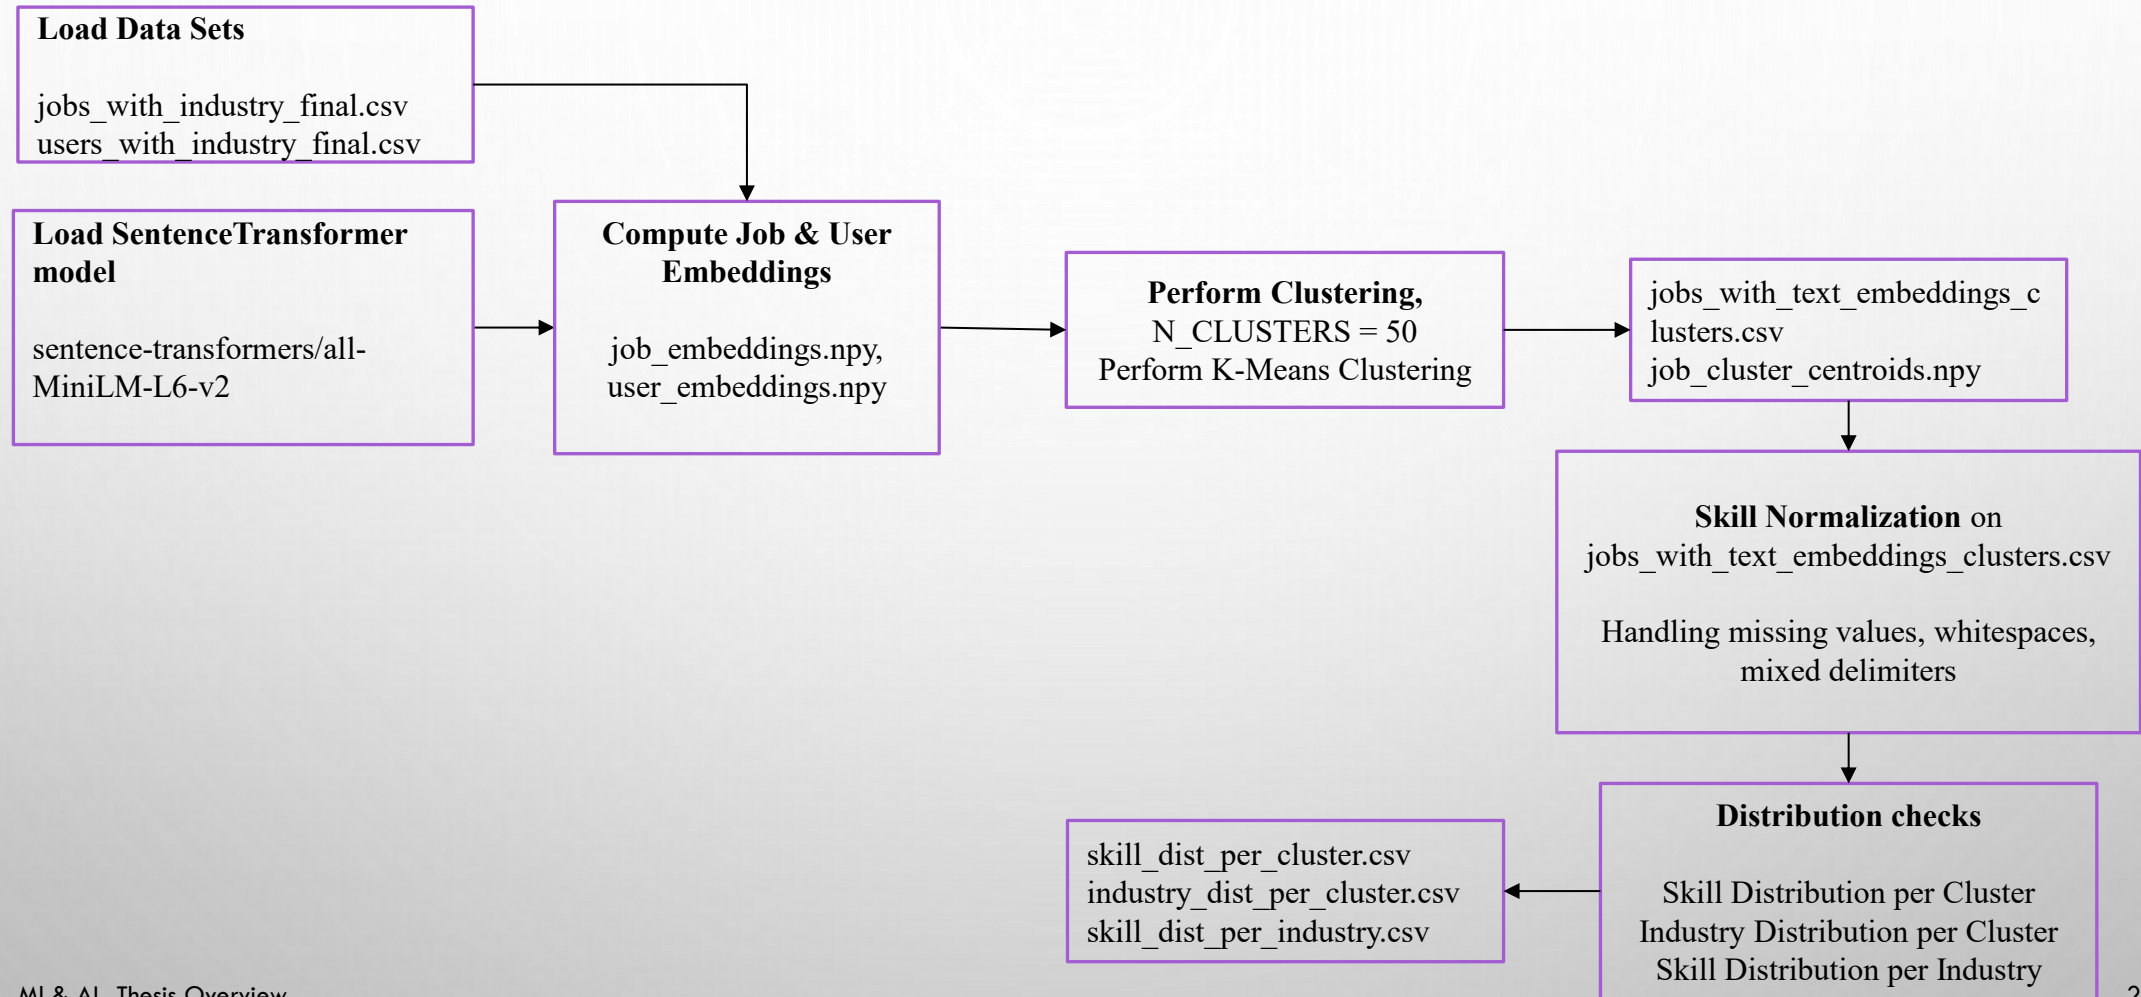 Load Data Sets
jobs_with_industry_final.csv
users_with_industry_final.csv
Load SentenceTransformer
model
sentence-transformers/all-
MiniLM-L6-v2
Compute Job & User
Embeddings
job_embeddings.npy,
user_embeddings.npy
Perform Clustering,
N_CLUSTERS = 50
Perform K-Means Clustering
jobs_with_text_embeddings_c
lusters.csv
job_cluster_centroids.npy
Skill Normalization on
jobs_with_text_embeddings_clusters.csv
Handling missing values, whitespaces,
mixed delimiters
Distribution checks
Skill Distribution per Cluster
Industry Distribution per Cluster
Skill Distribution per Industry
skill_dist_per_cluster.csv
industry_dist_per_cluster.csv
skill_dist_per_industry.csv
Thesis Overview